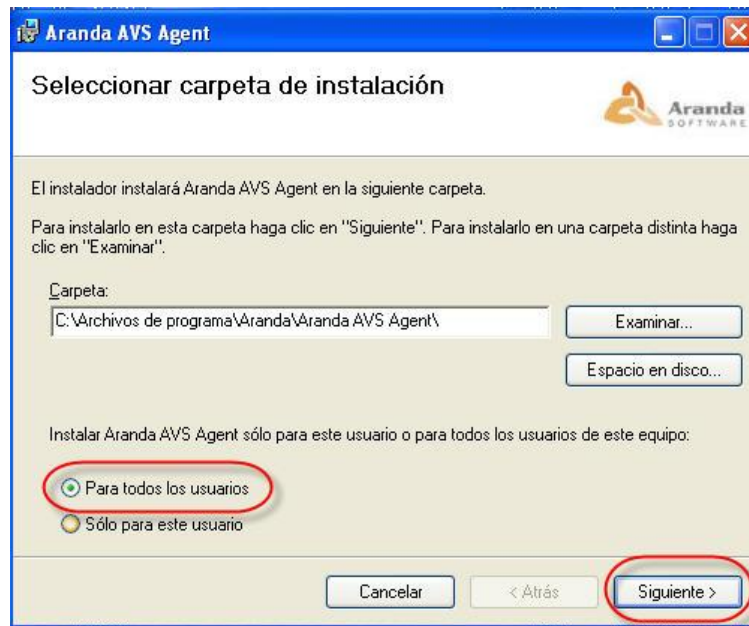 Aranda AVS Agent
Seleccionar carpeta de instalación
Aranda
SOFTWARE
El instalador instalará Aranda AVS Agent en la siguiente carpeta.
Para instalarlo en esta carpeta haga clic en "Siguiente". Para instalarlo en una carpeta distinta haga
clic en "Examinar".
Carpeta:
C:\Archivos de programa\Aranda\Aranda AVS Agent\
Examinar...
Espacio en disco...
Instalar Aranda AVS Agent sólo para este usuario o para todos los usuarios de este equipo:
Para todos los usuarios
Sólo para este usuario
Cancelar
< Atrás
Siguiente >